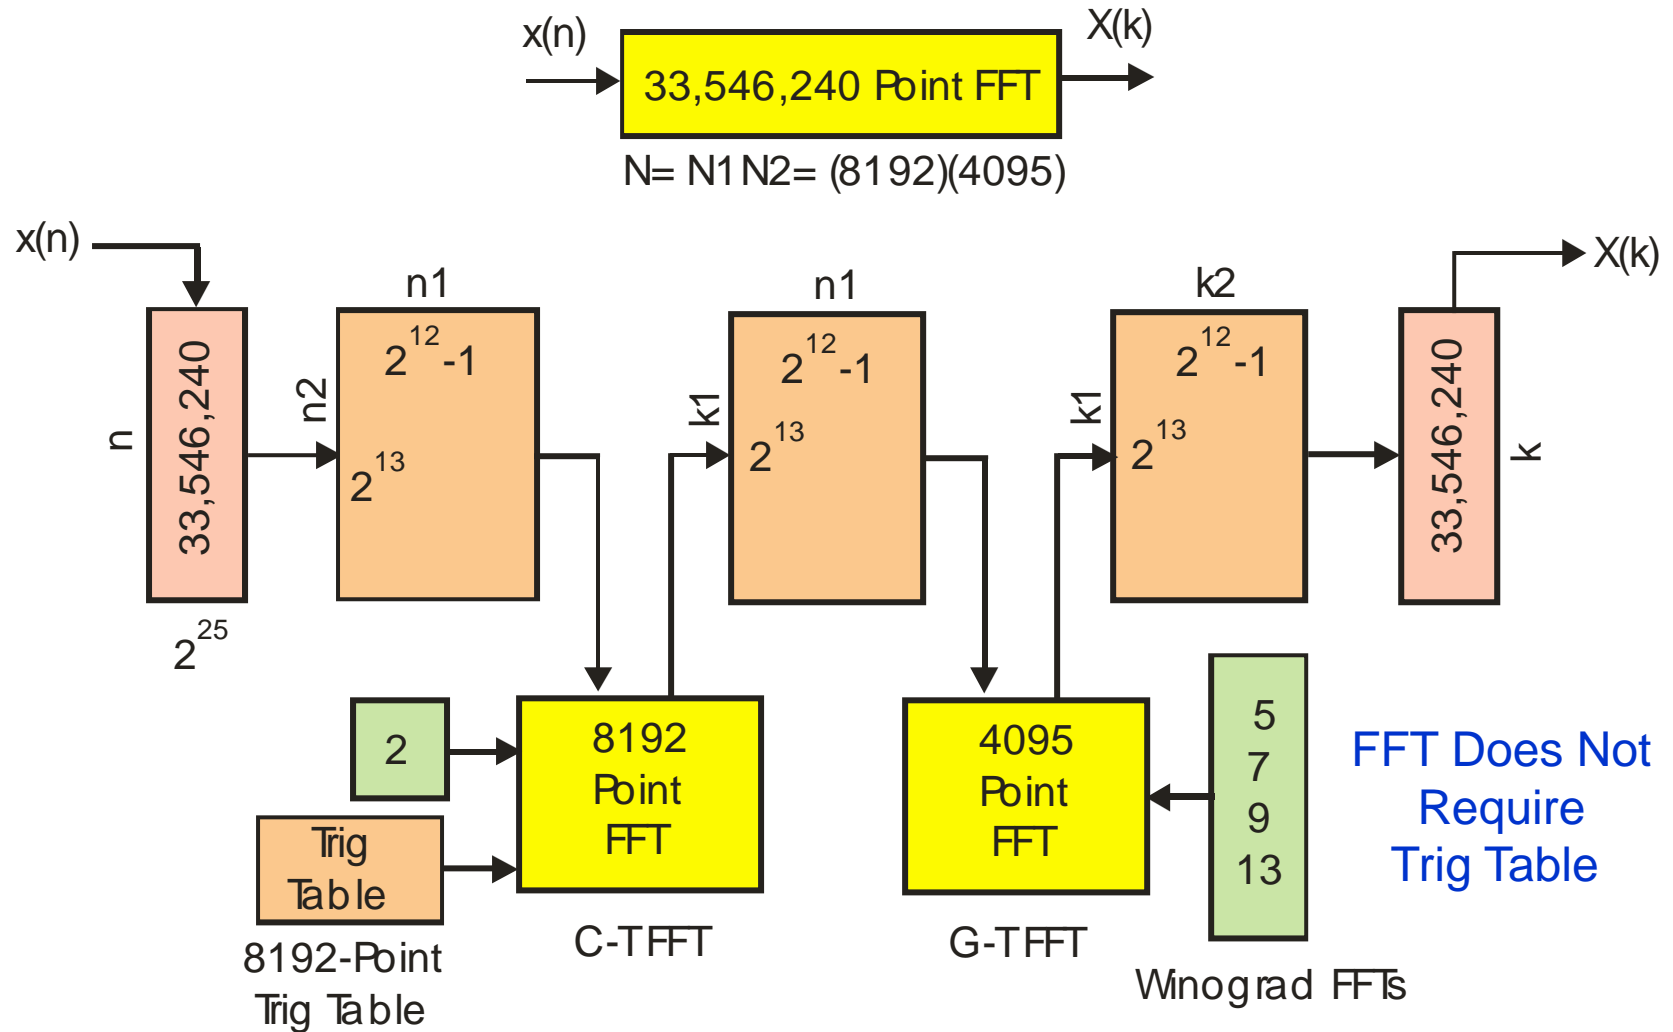 x(n)
X(k)
33,546,240 Point FFT
N= N1N2= (8192)(4095)
x(n)
X(k)
n1
n1
k2
n
33,546,240
2^25
n2
2^12-1
2^13
k1
2^12-1
2^13
k1
2^12-1
2^13
33,546,240
k
2
8192
Point
FFT
Trig
Table
8192-Point
Trig Table
C-TFFT
4095
Point
FFT
G-TFFT
5
7
9
13
Winograd FFTs
FFT Does Not
Require
Trig Table